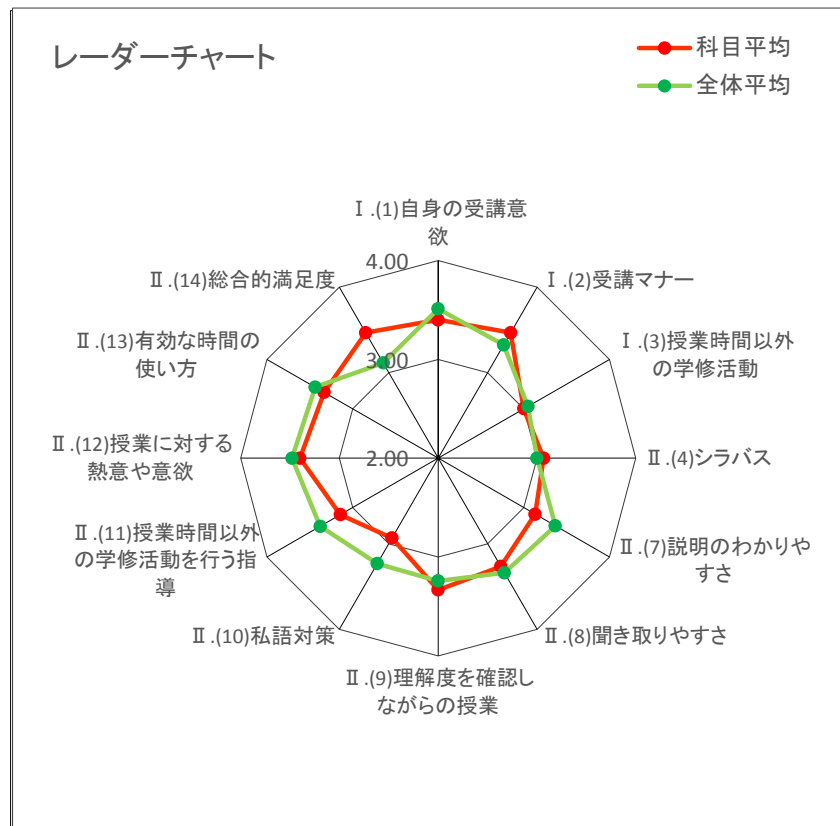 レーダーチャート
科目平均
全体平均
Ⅰ.(1)自身の受講意
欲
Ⅰ.(2)受講マナー
Ⅰ.(3)授業時間以外
の学修活動
Ⅱ.(4)シラバス
Ⅱ.(7)説明のわかりや
すさ
Ⅱ.(8)聞き取りやすさ
Ⅱ.(9)理解度を確認し
ながらの授業
Ⅱ.(10)私語対策
Ⅱ.(11)授業時間以外
の学修活動を行う指
導
Ⅱ.(12)授業に対する
熱意や意欲
Ⅱ.(13)有効な時間の
使い方
Ⅱ.(14)総合的満足度
4.00
3.00
2.00